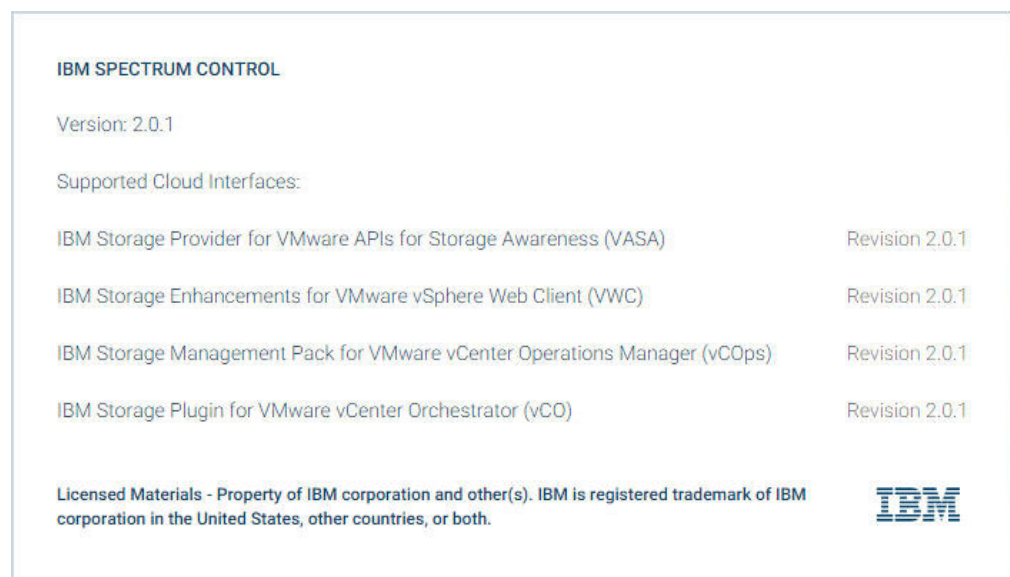 IBM SPECTRUM CONTROL
Version: 2.0.1
Supported Cloud Interfaces:
IBM Storage Provider for VMware APIs for Storage Awareness (VASA) Revision 2.0.1
IBM Storage Enhancements for VMware vSphere Web Client (VWC) Revision 2.0.1
IBM Storage Management Pack for VMware vCenter Operations Manager (vCOps) Revision 2.0.1
IBM Storage Plugin for VMware vCenter Orchestrator (vCO) Revision 2.0.1
Licensed Materials - Property of IBM corporation and other(s). IBM is registered trademark of IBM
corporation in the United States, other countries, or both.
IBM